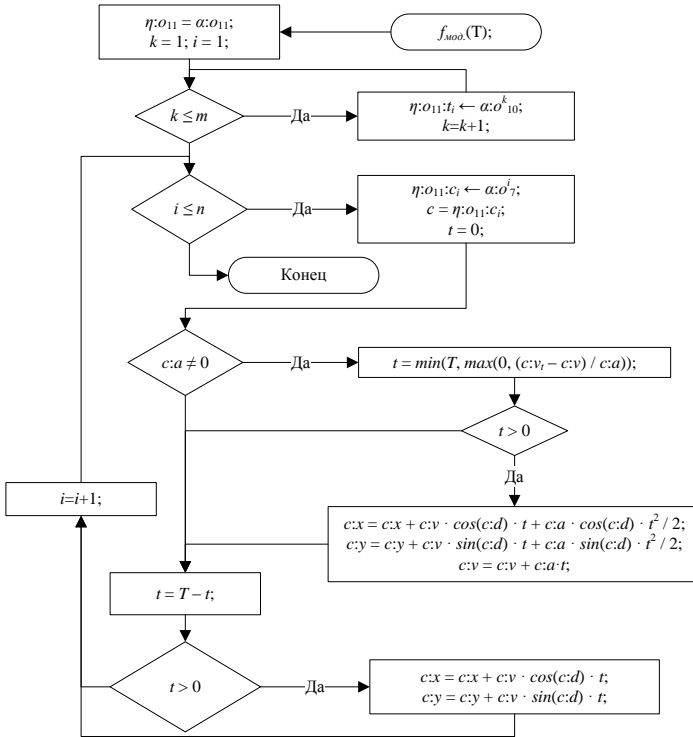 η:o₁₁ = α:o₁₁;
k = 1; i = 1;
fмод.(T);
k ≤ m
Да
η:o₁₁:tᵢ ← α:oᵏ₁₀;
k=k+1;
i ≤ n
Да
η:o₁₁:cᵢ ← α:oⁱ₇;
c = η:o₁₁:cᵢ;
t = 0;
Конец
c:a ≠ 0
Да
t = min(T, max(0, (c:vₜ – c:v) / c:a));
t > 0
Да
i=i+1;
c:x = c:x + c:v · cos(c:d) · t + c:a · cos(c:d) · t² / 2;
c:y = c:y + c:v · sin(c:d) · t + c:a · sin(c:d) · t² / 2;
c:v = c:v + c:a·t;
t = T – t;
t > 0
Да
c:x = c:x + c:v · cos(c:d) · t;
c:y = c:y + c:v · sin(c:d) · t;